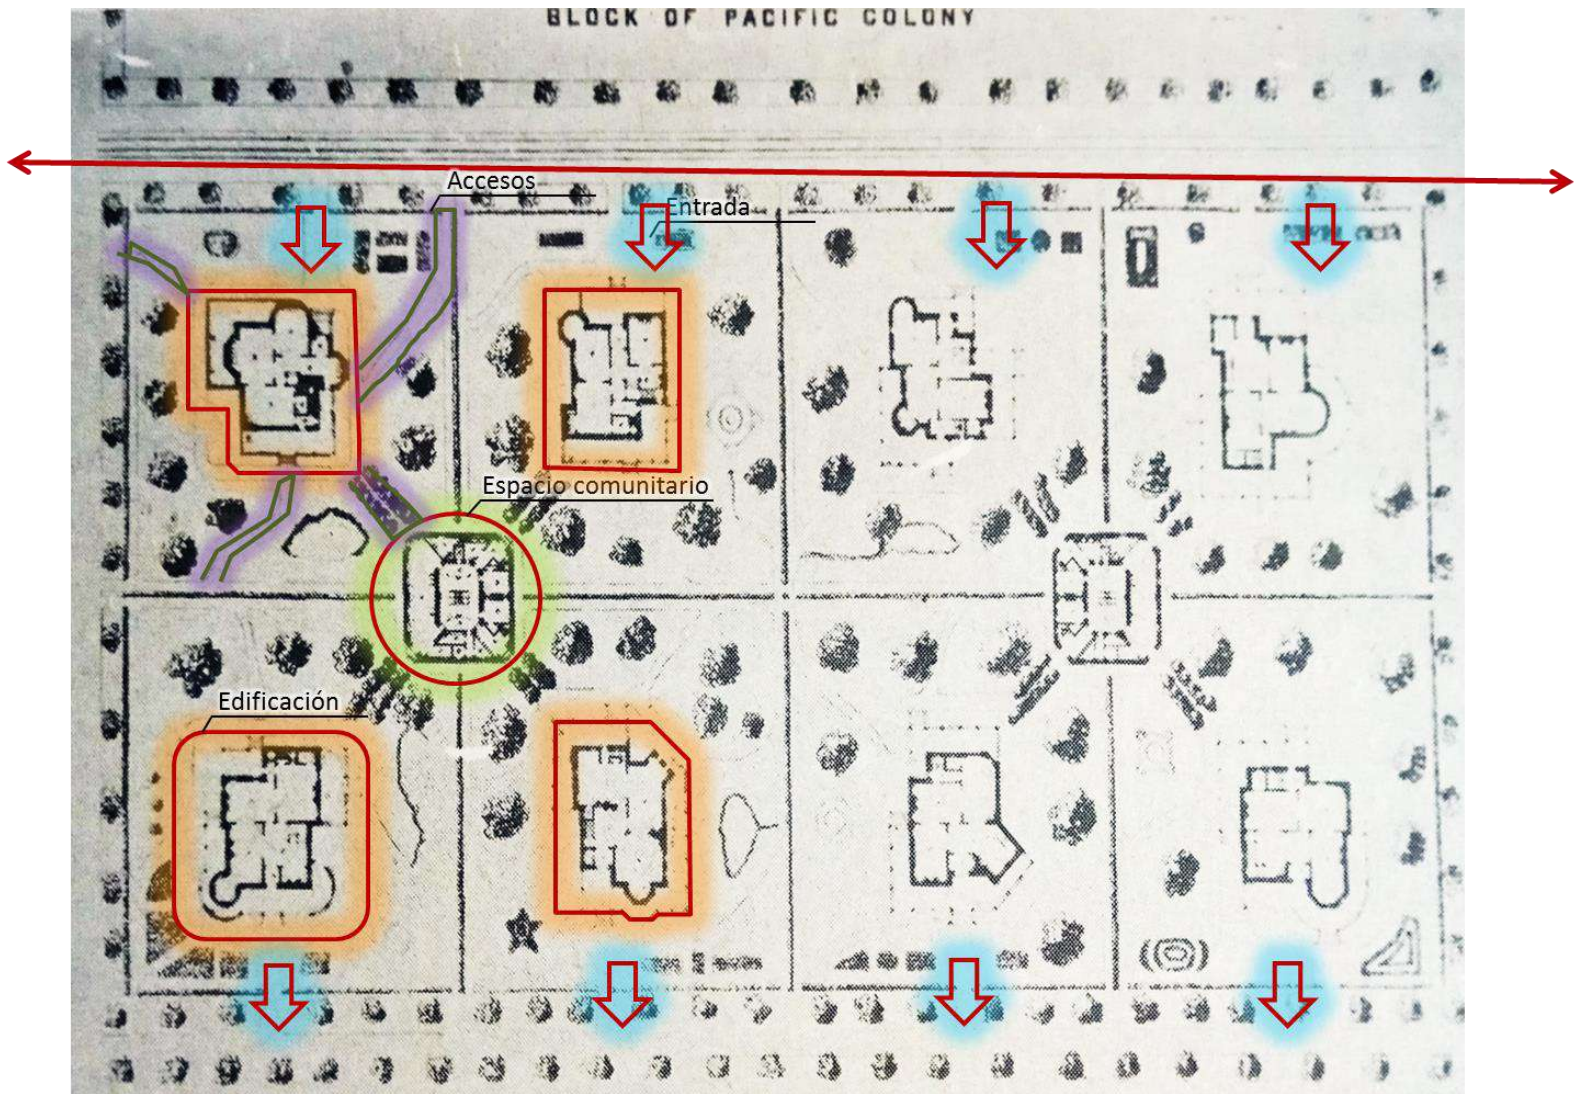 BLOCK OF PACIFIC COLONY
Accesos
Entrada
Espacio comunitario
Edificación